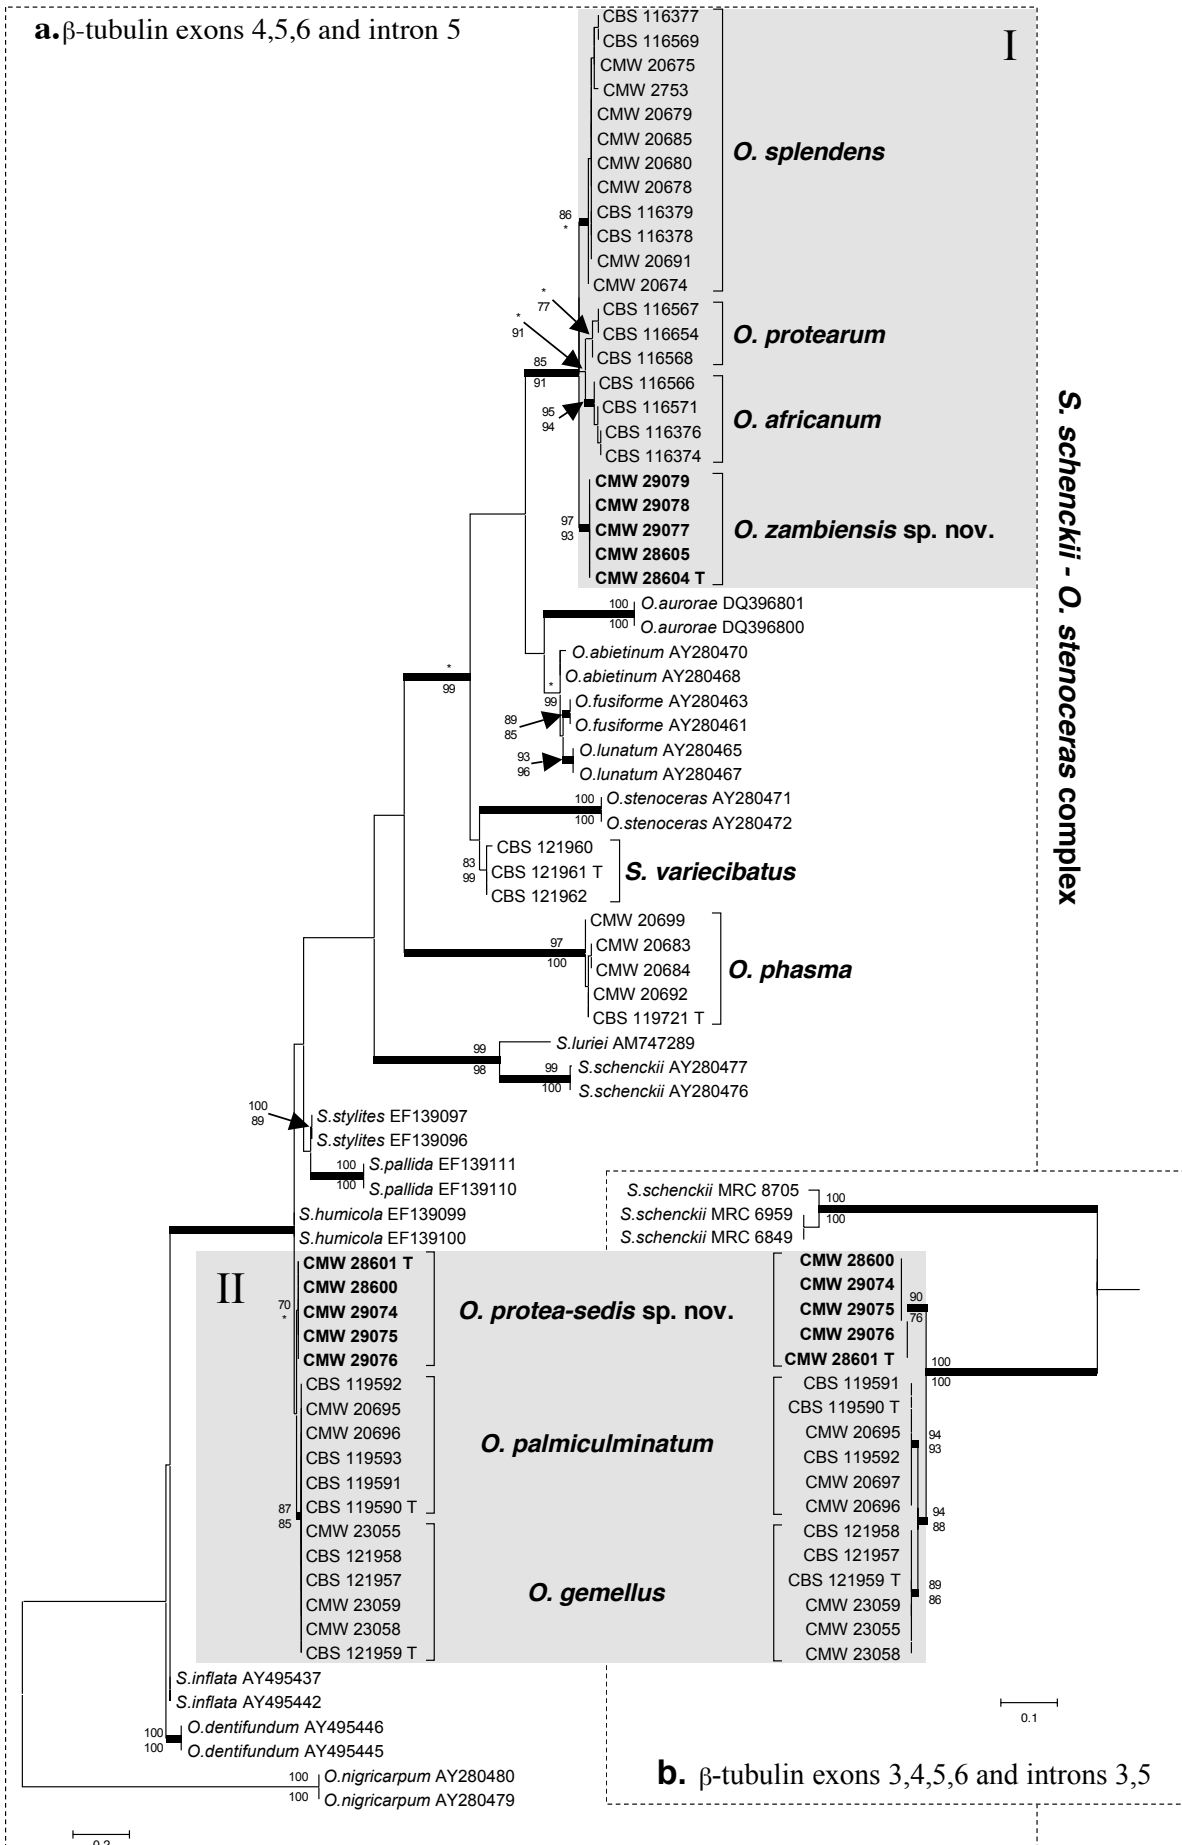 a. β-tubulin exons 4,5,6 and intron 5
I
CBS 116377
CBS 116569
CMW 20675
CMW 2753
CMW 20679
CMW 20685
CMW 20680
CMW 20678
CBS 116379
CBS 116378
CMW 20691
CMW 20674
O. splendens
86
*
CBS 116567
CBS 116654
CBS 116568
O. protearum
*
77
*
91
85
91
CBS 116566
CBS 116571
CBS 116376
CBS 116374
O. africanum
95
94
CMW 29079
CMW 29078
CMW 29077
CMW 28605
CMW 28604 T
O. zambiensis sp. nov.
97
93
S. schenckii - O. stenoceras complex
O.aurorae DQ396801
O.aurorae DQ396800
100
100
O.abietinum AY280470
O.abietinum AY280468
*
99
*
99
O.fusiforme AY280463
O.fusiforme AY280461
89
85
O.lunatum AY280465
O.lunatum AY280467
93
96
O.stenoceras AY280471
O.stenoceras AY280472
100
100
CBS 121960
CBS 121961 T
CBS 121962
S. variecibatus
83
99
CMW 20699
CMW 20683
CMW 20684
CMW 20692
CBS 119721 T
O. phasma
97
100
S.luriei AM747289
99
98
S.schenckii AY280477
S.schenckii AY280476
99
100
S.stylites EF139097
S.stylites EF139096
100
89
S.pallida EF139111
S.pallida EF139110
100
100
S.humicola EF139099
S.humicola EF139100
II
CMW 28601 T
CMW 28600
CMW 29074
CMW 29075
CMW 29076
70
*
O. protea-sedis sp. nov.
CBS 119592
CMW 20695
CMW 20696
CBS 119593
CBS 119591
CBS 119590 T
O. palmiculminatum
87
85
CMW 23055
CBS 121958
CBS 121957
CMW 23059
CMW 23058
CBS 121959 T
O. gemellus
S.inflata AY495437
S.inflata AY495442
O.dentifundum AY495446
O.dentifundum AY495445
100
100
O.nigricarpum AY280480
O.nigricarpum AY280479
100
100
0.2
S.schenckii MRC 8705
S.schenckii MRC 6959
S.schenckii MRC 6849
100
100
CMW 28600
CMW 29074
CMW 29075
CMW 29076
CMW 28601 T
90
76
100
100
CBS 119591
CBS 119590 T
CMW 20695
CBS 119592
CMW 20697
CMW 20696
94
93
94
88
CBS 121958
CBS 121957
CBS 121959 T
CMW 23059
CMW 23055
CMW 23058
89
86
0.1
b. β-tubulin exons 3,4,5,6 and introns 3,5